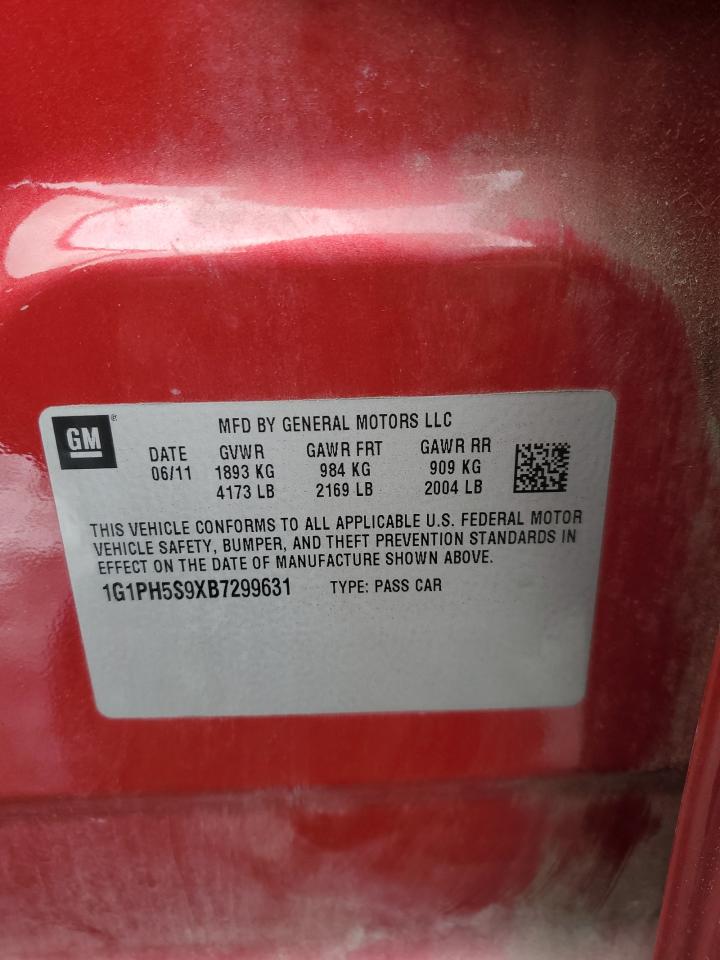 MFD BY GENERAL MOTORS LLC
GM®
DATE GVWR GAWR FRT GAWR RR
06/11 1893 KG 984 KG 909 KG
4173 LB 2169 LB 2004 LB
THIS VEHICLE CONFORMS TO ALL APPLICABLE U.S. FEDERAL MOTOR
VEHICLE SAFETY, BUMPER, AND THEFT PREVENTION STANDARDS IN
EFFECT ON THE DATE OF MANUFACTURE SHOWN ABOVE.
1G1PH5S9XB7299631 TYPE: PASS CAR